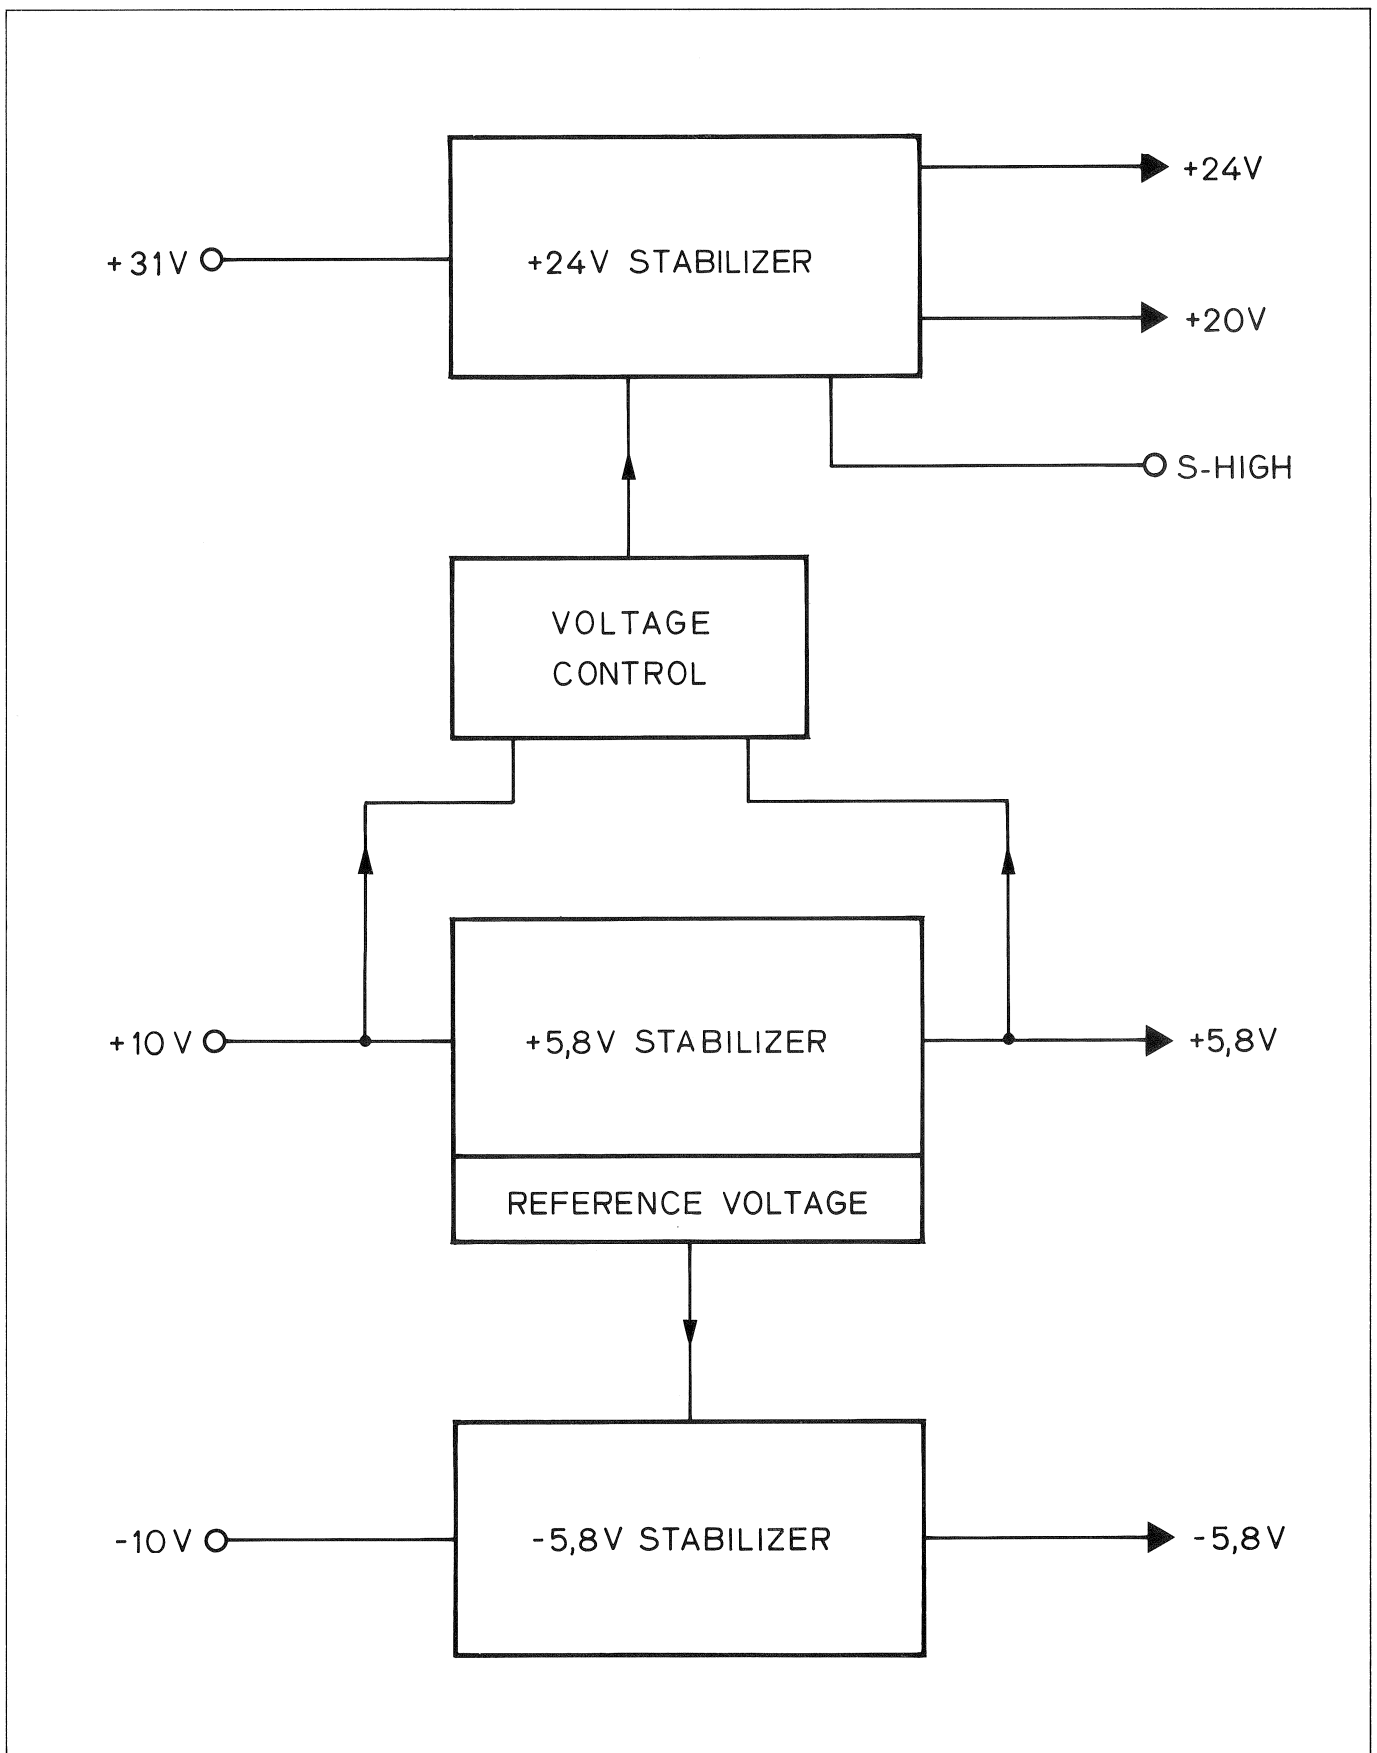 +24V
+31V
+24V STABILIZER
+20V
S-HIGH
VOLTAGE
CONTROL
+10V
+5,8V STABILIZER
+5,8V
REFERENCE VOLTAGE
-10V
-5,8V STABILIZER
-5,8V